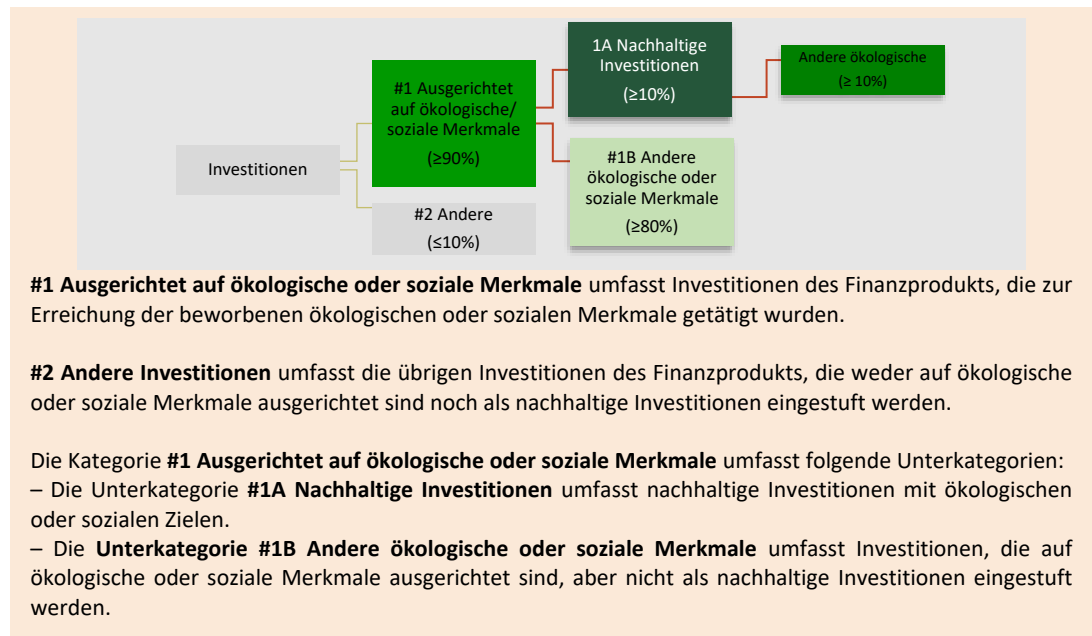 1A Nachhaltige
Investitionen
(≥10%)
Andere ökologische
(≥ 10%)
#1 Ausgerichtet
auf ökologische/
soziale Merkmale
(≥90%)
Investitionen
#1B Andere
ökologische oder
soziale Merkmale
(≥80%)
#2 Andere
(≤10%)
#1 Ausgerichtet auf ökologische oder soziale Merkmale umfasst Investitionen des Finanzprodukts, die zur
Erreichung der beworbenen ökologischen oder sozialen Merkmale getätigt wurden.
#2 Andere Investitionen umfasst die übrigen Investitionen des Finanzprodukts, die weder auf ökologische
oder soziale Merkmale ausgerichtet sind noch als nachhaltige Investitionen eingestuft werden.
Die Kategorie #1 Ausgerichtet auf ökologische oder soziale Merkmale umfasst folgende Unterkategorien:
– Die Unterkategorie #1A Nachhaltige Investitionen umfasst nachhaltige Investitionen mit ökologischen
oder sozialen Zielen.
– Die Unterkategorie #1B Andere ökologische oder soziale Merkmale umfasst Investitionen, die auf
ökologische oder soziale Merkmale ausgerichtet sind, aber nicht als nachhaltige Investitionen eingestuft
werden.